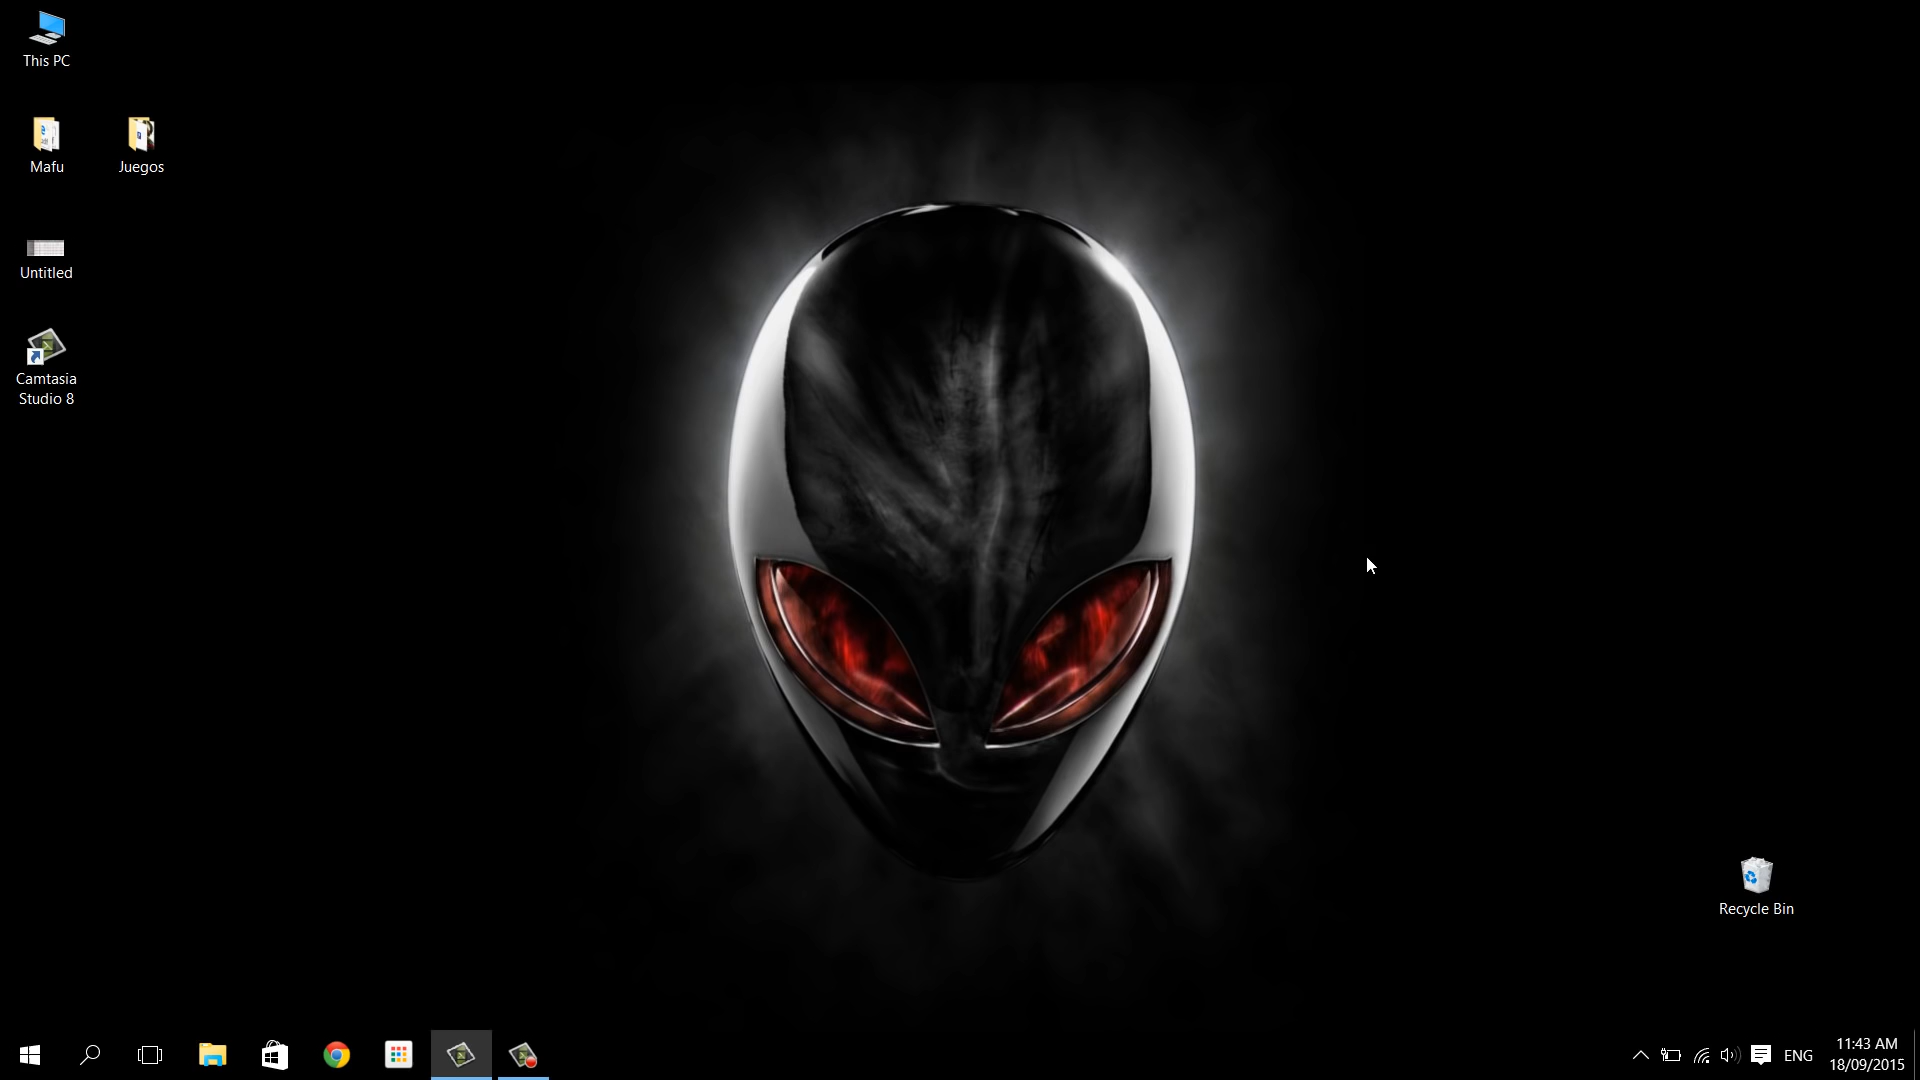 This PC
Mafu
Juegos
Untitled
Camtasia
Studio 8
Recycle Bin
ENG
11:43 AM
18/09/2015